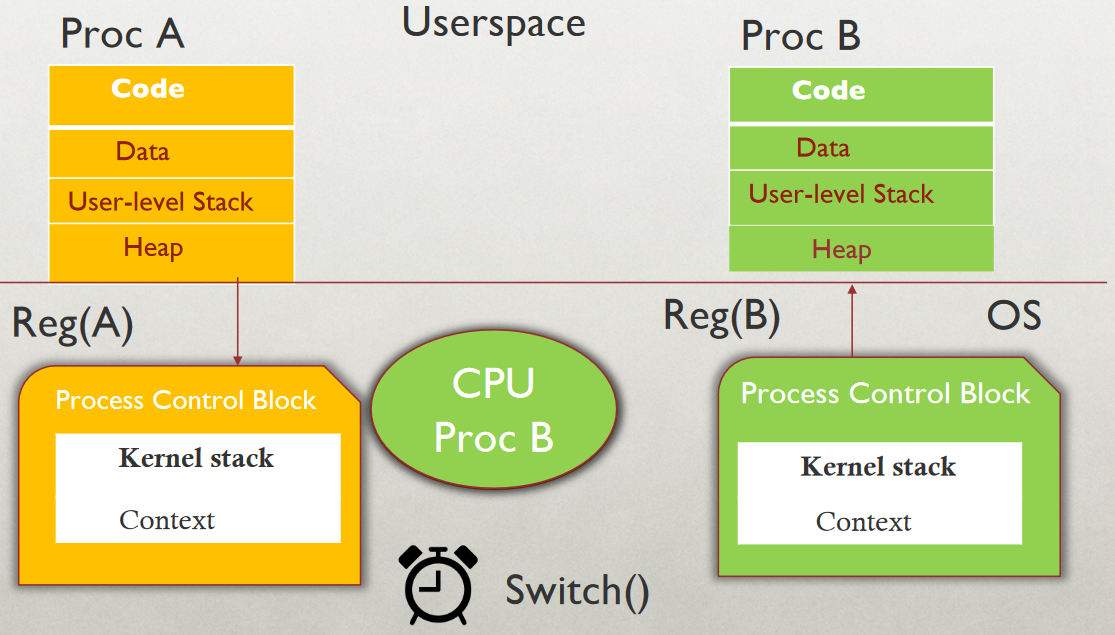 Proc A
Userspace
Proc B
Code
Data
User-level Stack
Heap
Code
Data
User-level Stack
Heap
Reg(A)
Reg(B)
OS
Process Control Block
Kernel stack
Context
CPU
Proc B
Process Control Block
Kernel stack
Context
Switch()